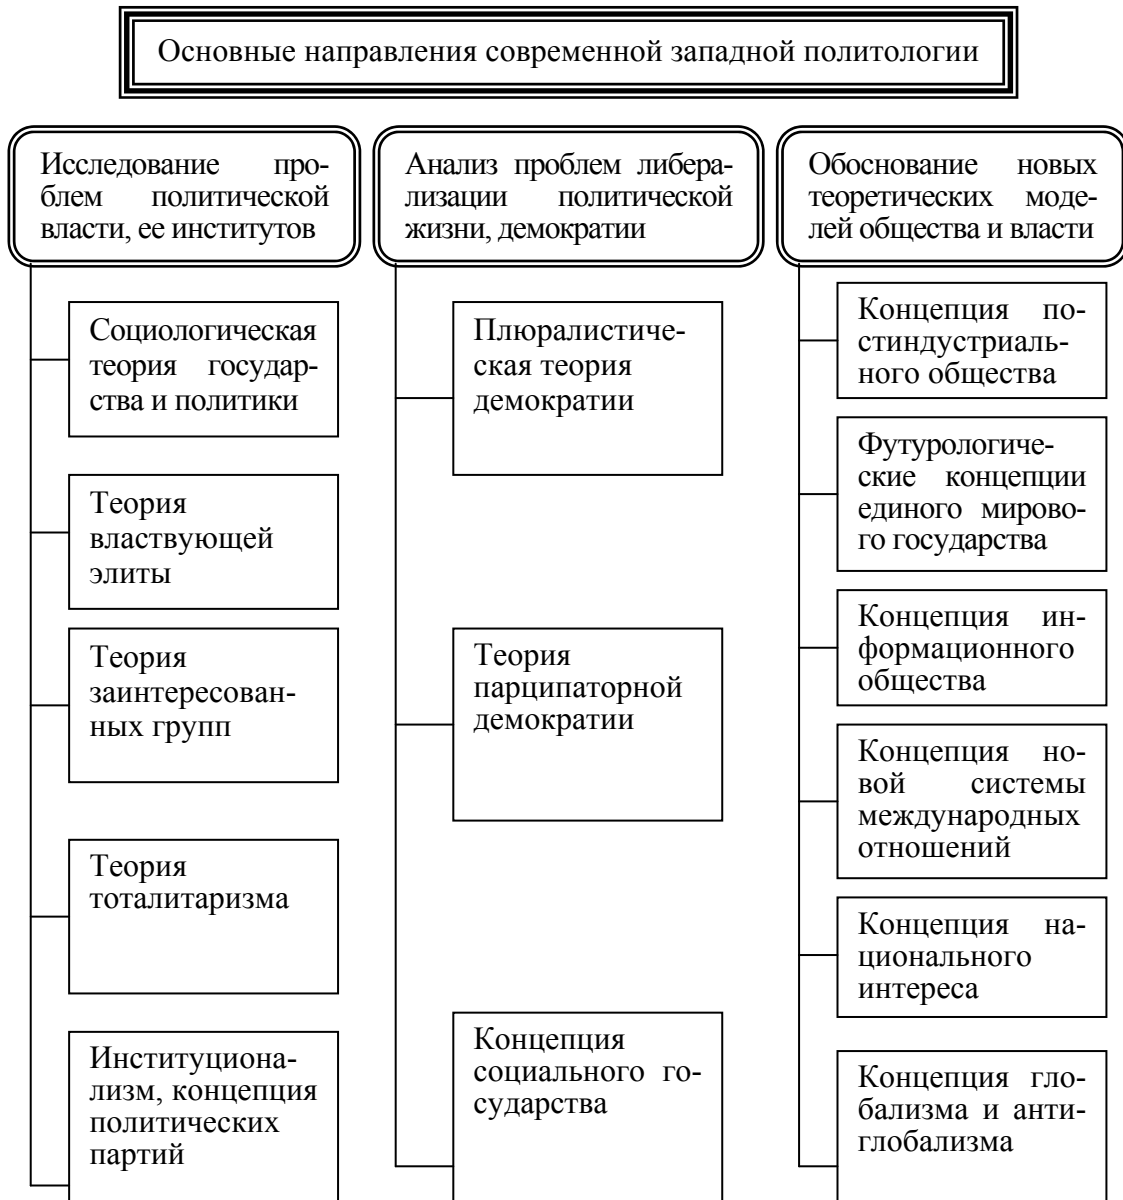 Основные направления современной западной политологии
Исследование про-
блем политической
власти, ее институтов
Анализ проблем либера-
лизации политической
жизни, демократии
Обоснование новых
теоретических моде-
лей общества и власти
Социологическая
теория государ-
ства и политики
Теория
властвующей
элиты
Теория
заинтересован-
ных групп
Теория
тоталитаризма
Институциона-
лизм, концепция
политических
партий
Плюралистиче-
ская теория
демократии
Теория
парципаторной
демократии
Концепция
социального го-
сударства
Концепция по-
стиндустриаль-
ного общества
Футурологиче-
ские концепции
единого мирово-
го государства
Концепция ин-
формационного
общества
Концепция но-
вой системы
международных
отношений
Концепция на-
ционального
интереса
Концепция гло-
бализма и анти-
глобализма